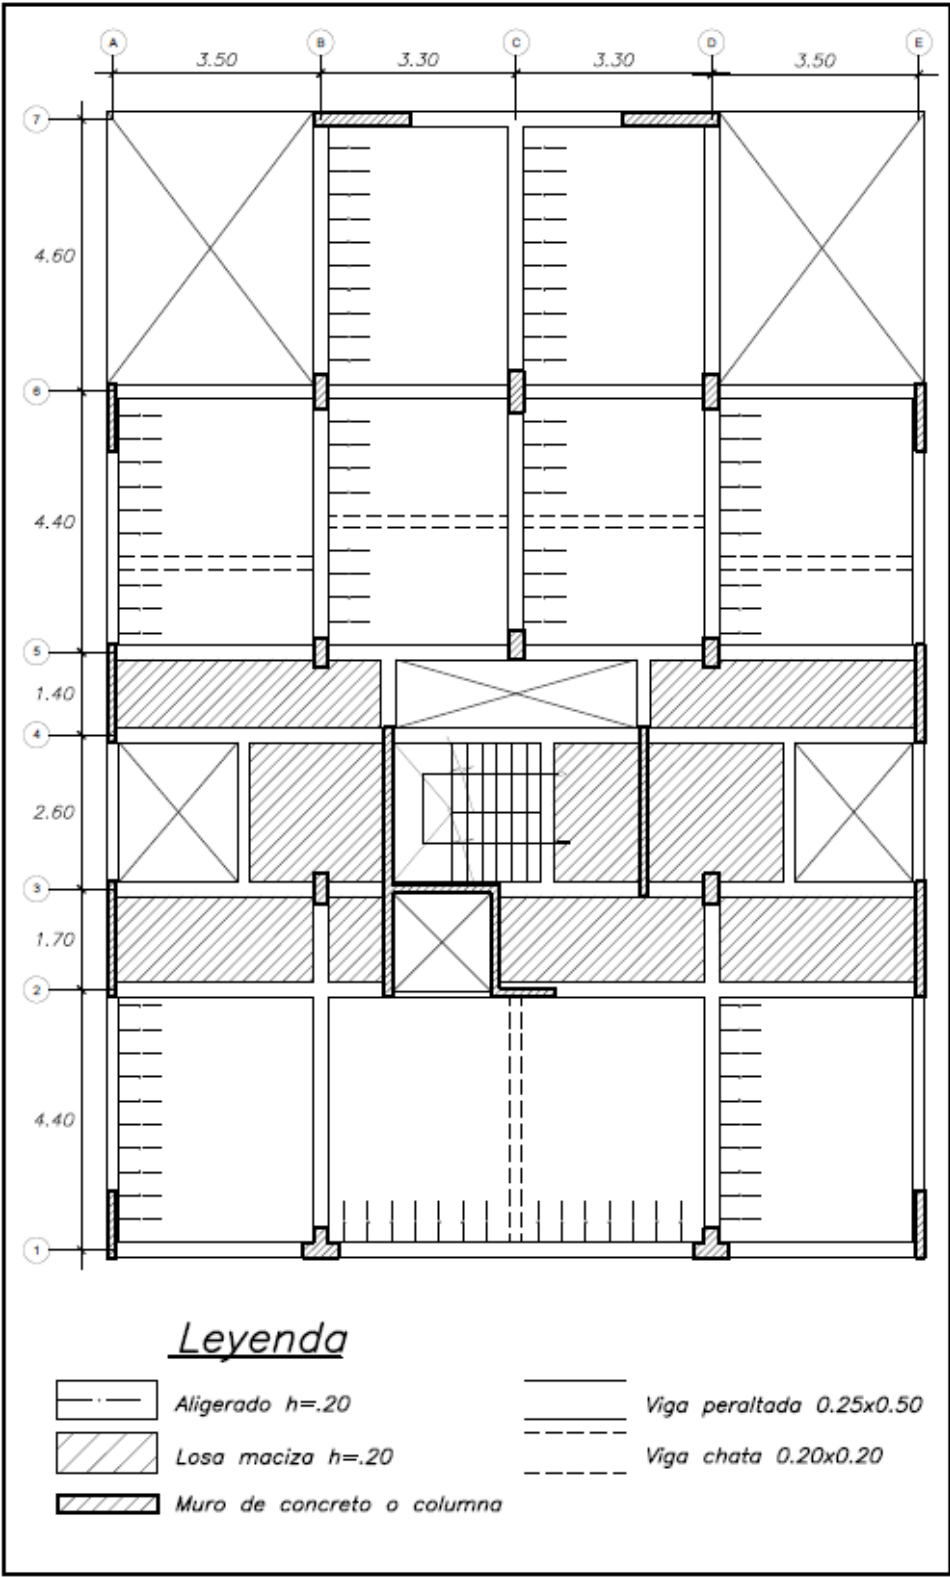 A B C D E
3.50 3.30 3.30 3.50
7
4.60
6
4.40
5
1.40
4
2.60
3
1.70
2
4.40
1
Leyenda
Aligerado h=.20
Viga peraltada 0.25x0.50
Losa maciza h=.20
Viga chata 0.20x0.20
Muro de concreto o columna